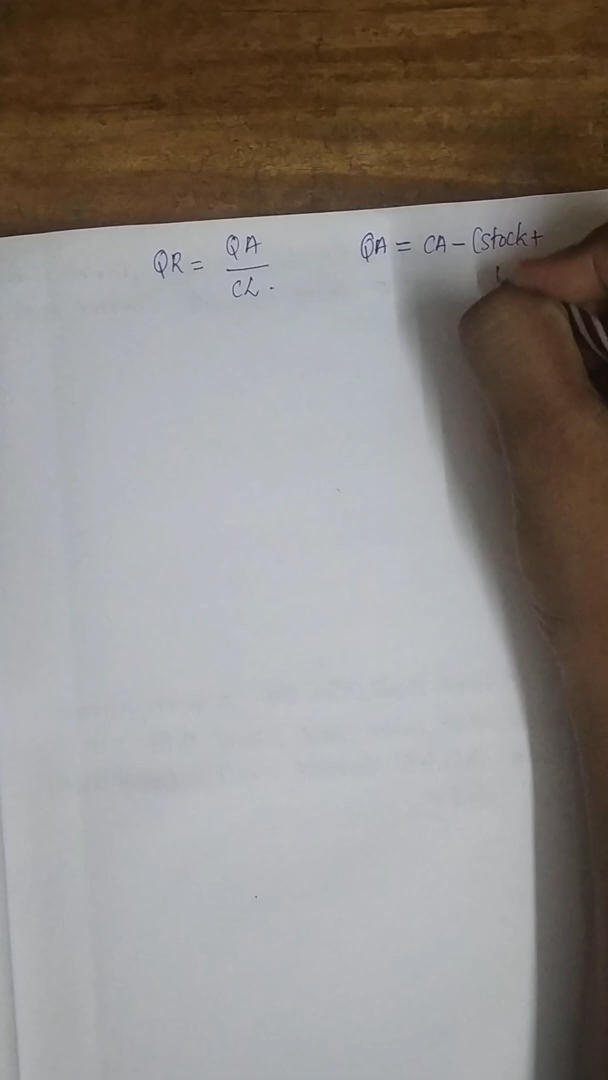 QR = QA / CL.
QA = CA - (stock +